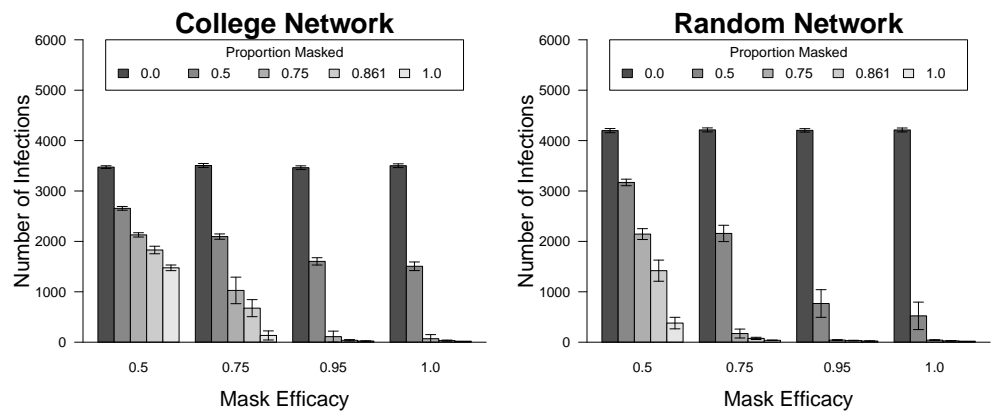 College Network
Number of Infections
6000
5000
4000
3000
2000
1000
0
Proportion Masked
0.0 0.5 0.75 0.861 1.0
0.5 0.75 0.95 1.0
Mask Efficacy
Random Network
Number of Infections
6000
5000
4000
3000
2000
1000
0
Proportion Masked
0.0 0.5 0.75 0.861 1.0
0.5 0.75 0.95 1.0
Mask Efficacy